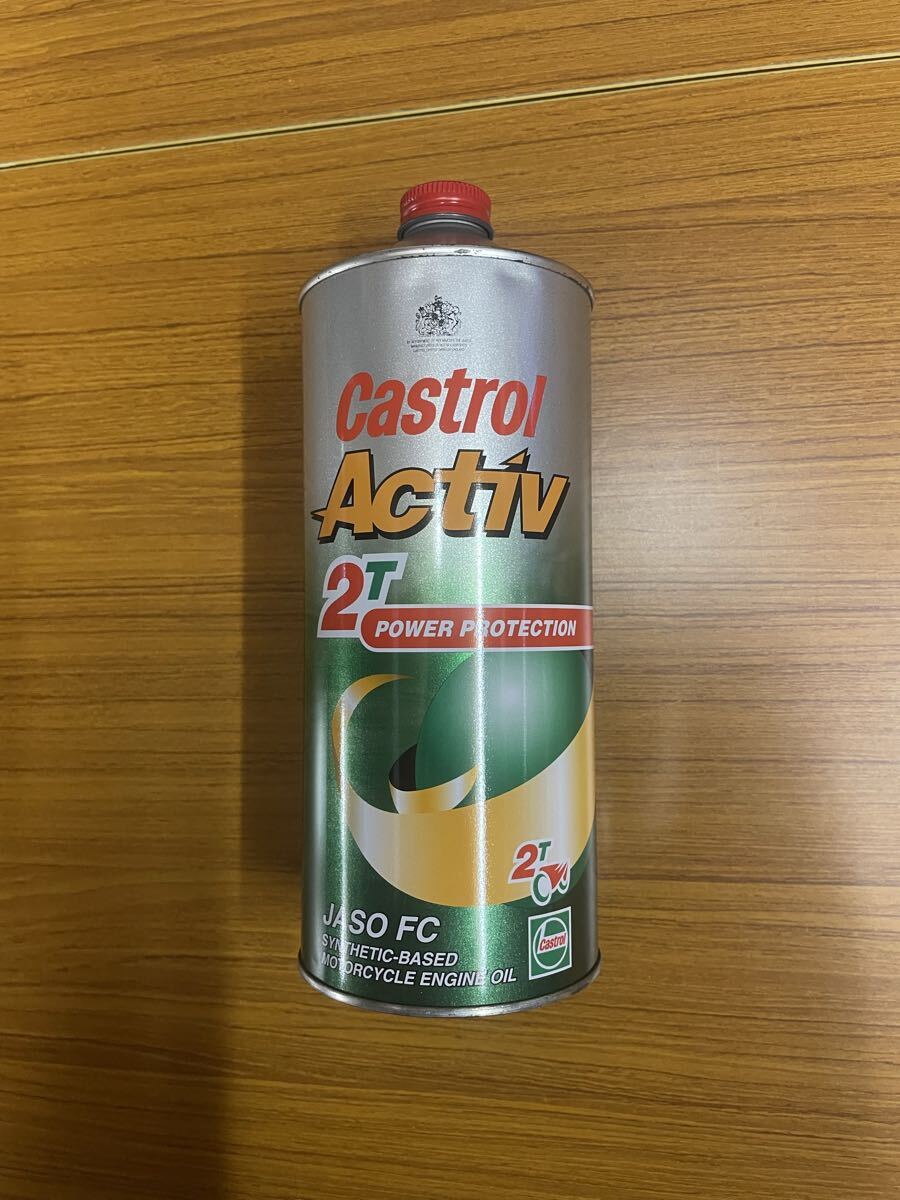 Castrol
Activ
2T
POWER PROTECTION
2T
JASO FC
Castrol
SYNTHETIC-BASED
MOTORCYCLE ENGINE OIL